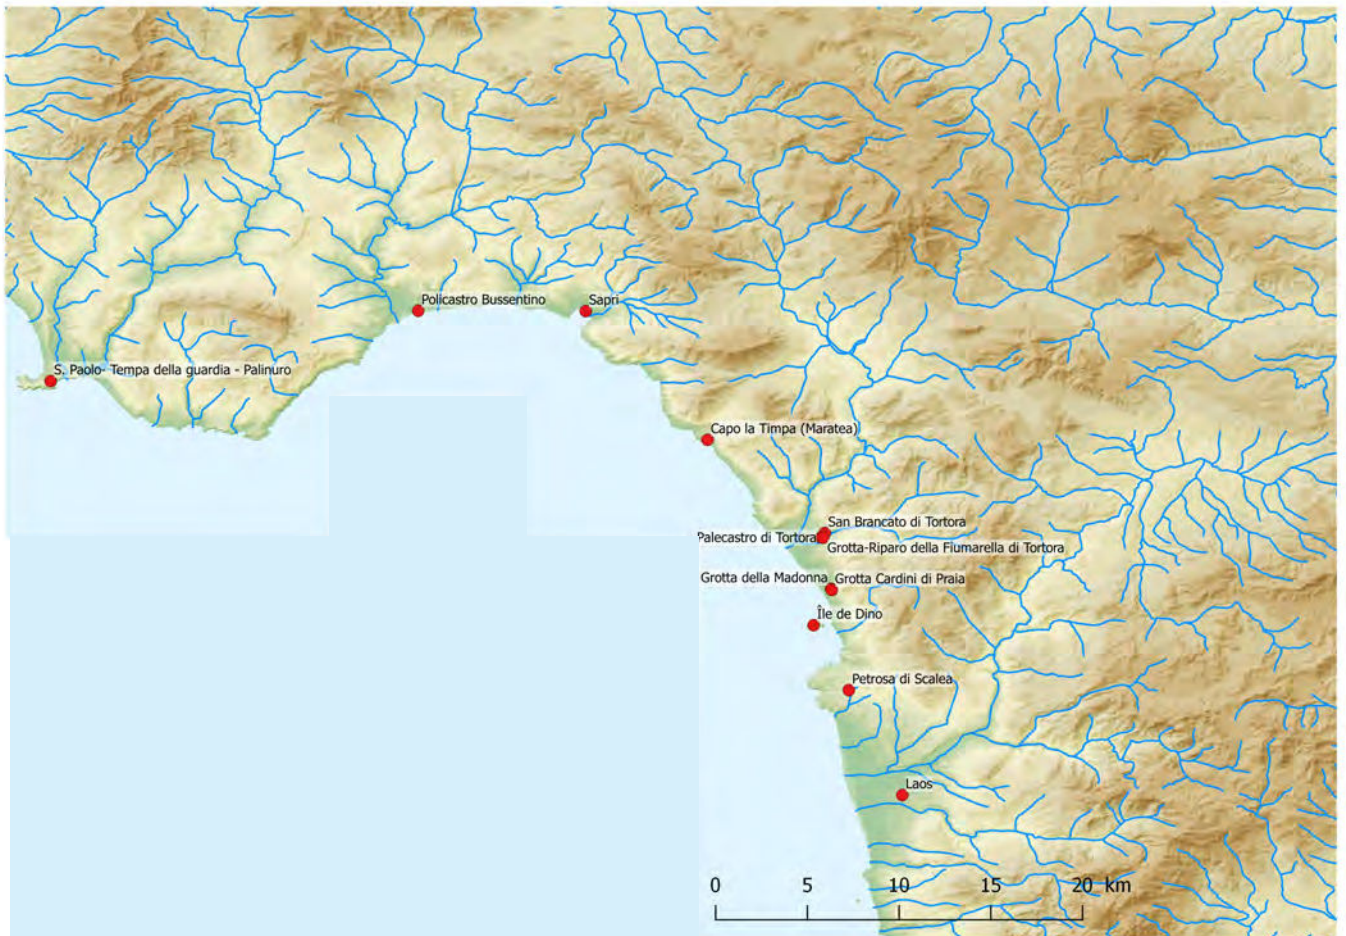 Policastro Bussentino
Sapri
S. Paolo- Tempa della guardia - Palinuro
Capo la Timpa (Maratea)
San Brancato di Tortora
Palecastro di Tortora
Grotta-Riparo della Fiumarella di Tortora
Grotta della Madonna
Grotta Cardini di Praia
Île de Dino
Petrosa di Scalea
Laos
0 5 10 15 20 km